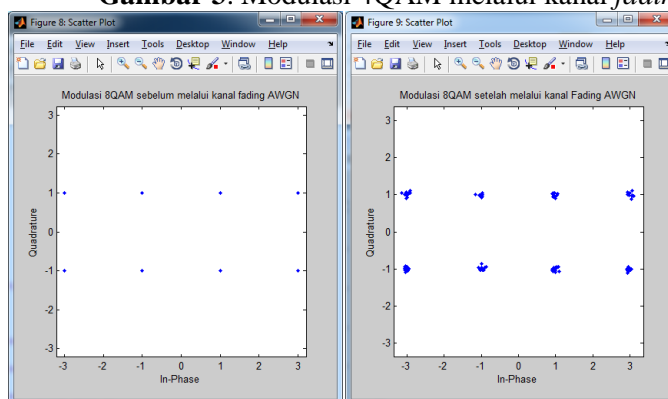 Gambar 5. Modulasi 4QAM melalui kanal fadin
Figure 8: Scatter Plot
File Edit View Insert Tools Desktop Window Help
Modulasi 8QAM sebelum melalui kanal fading AWGN
3
2
1
0
-1
-2
-3
Quadrature
-3 -2 -1 0 1 2 3
In-Phase
Figure 9: Scatter Plot
File Edit View Insert Tools Desktop Window Help
Modulasi 8QAM setelah melalui kanal Fading AWGN
3
2
1
0
-1
-2
-3
Quadrature
-3 -2 -1 0 1 2 3
In-Phase